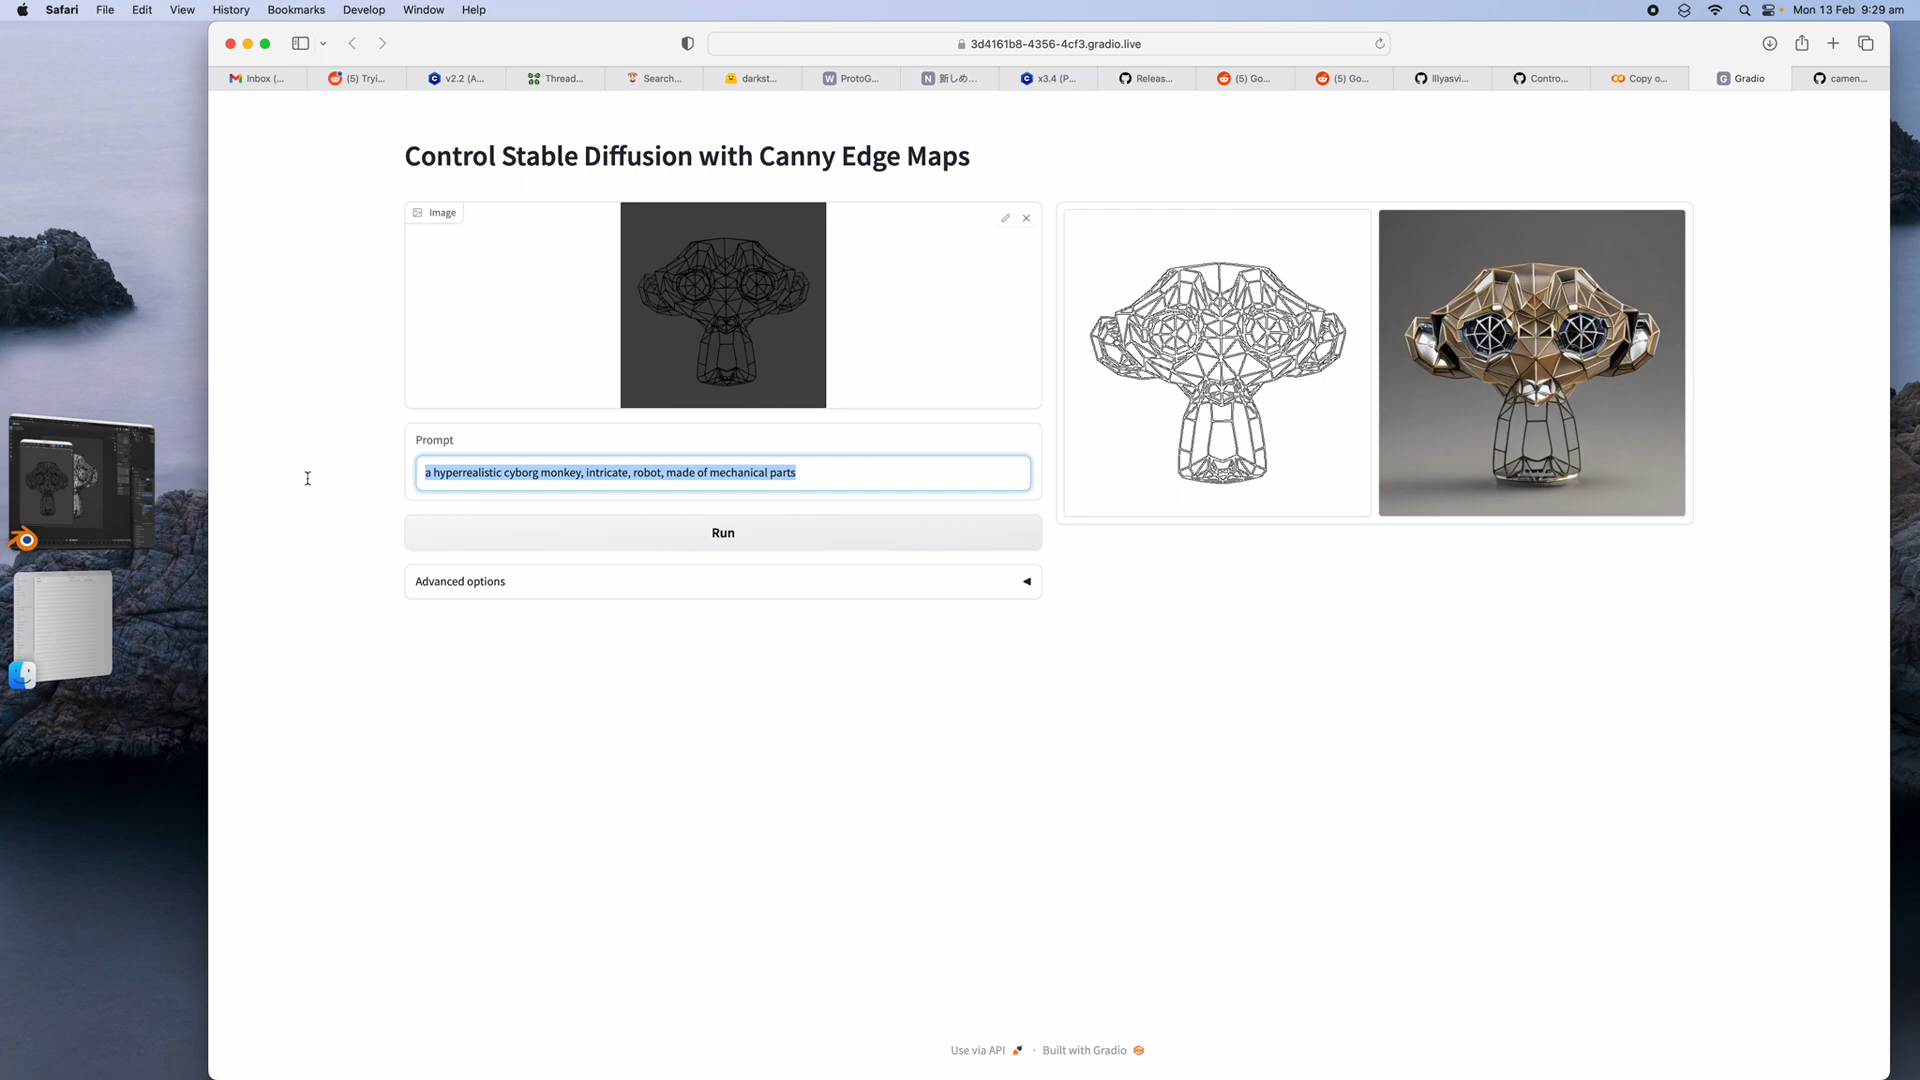 Safari File Edit View History Bookmarks Develop Window Help Mon 13 Feb 9:29 am
3d4161b8-4356-4cf3.gradio.live
Inbox (... (5) Tryi... v2.2 (A... Thread... Search... darkst... ProtoG... 新しめ... x3.4 (P... Releas... (5) Go... (5) Go... lllyasvi... Contro... Copy o... Gradio camen...
Control Stable Diffusion with Canny Edge Maps
Image
Prompt
a hyperrealistic cyborg monkey, intricate, robot, made of mechanical parts
Run
Advanced options
Use via API · Built with Gradio